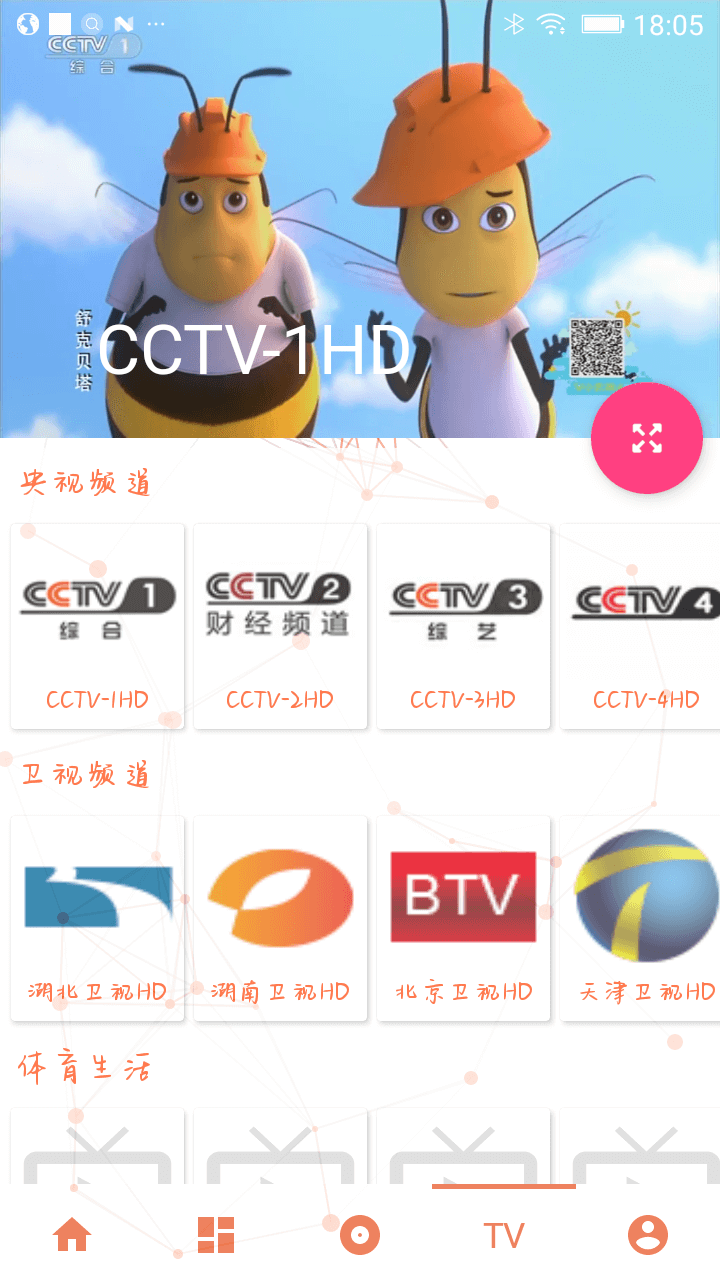 18:05
CCTV 1
综合
舒克贝塔
CCTV-1HD
央视频道
CCTV 1
综合
CCTV 2
财经频道
CCTV 3
综艺
CCTV 4
CCTV-1HD
CCTV-2HD
CCTV-3HD
CCTV-4HD
卫视频道
BTV
湖北卫视HD
湖南卫视HD
北京卫视HD
天津卫视HD
体育生活
TV